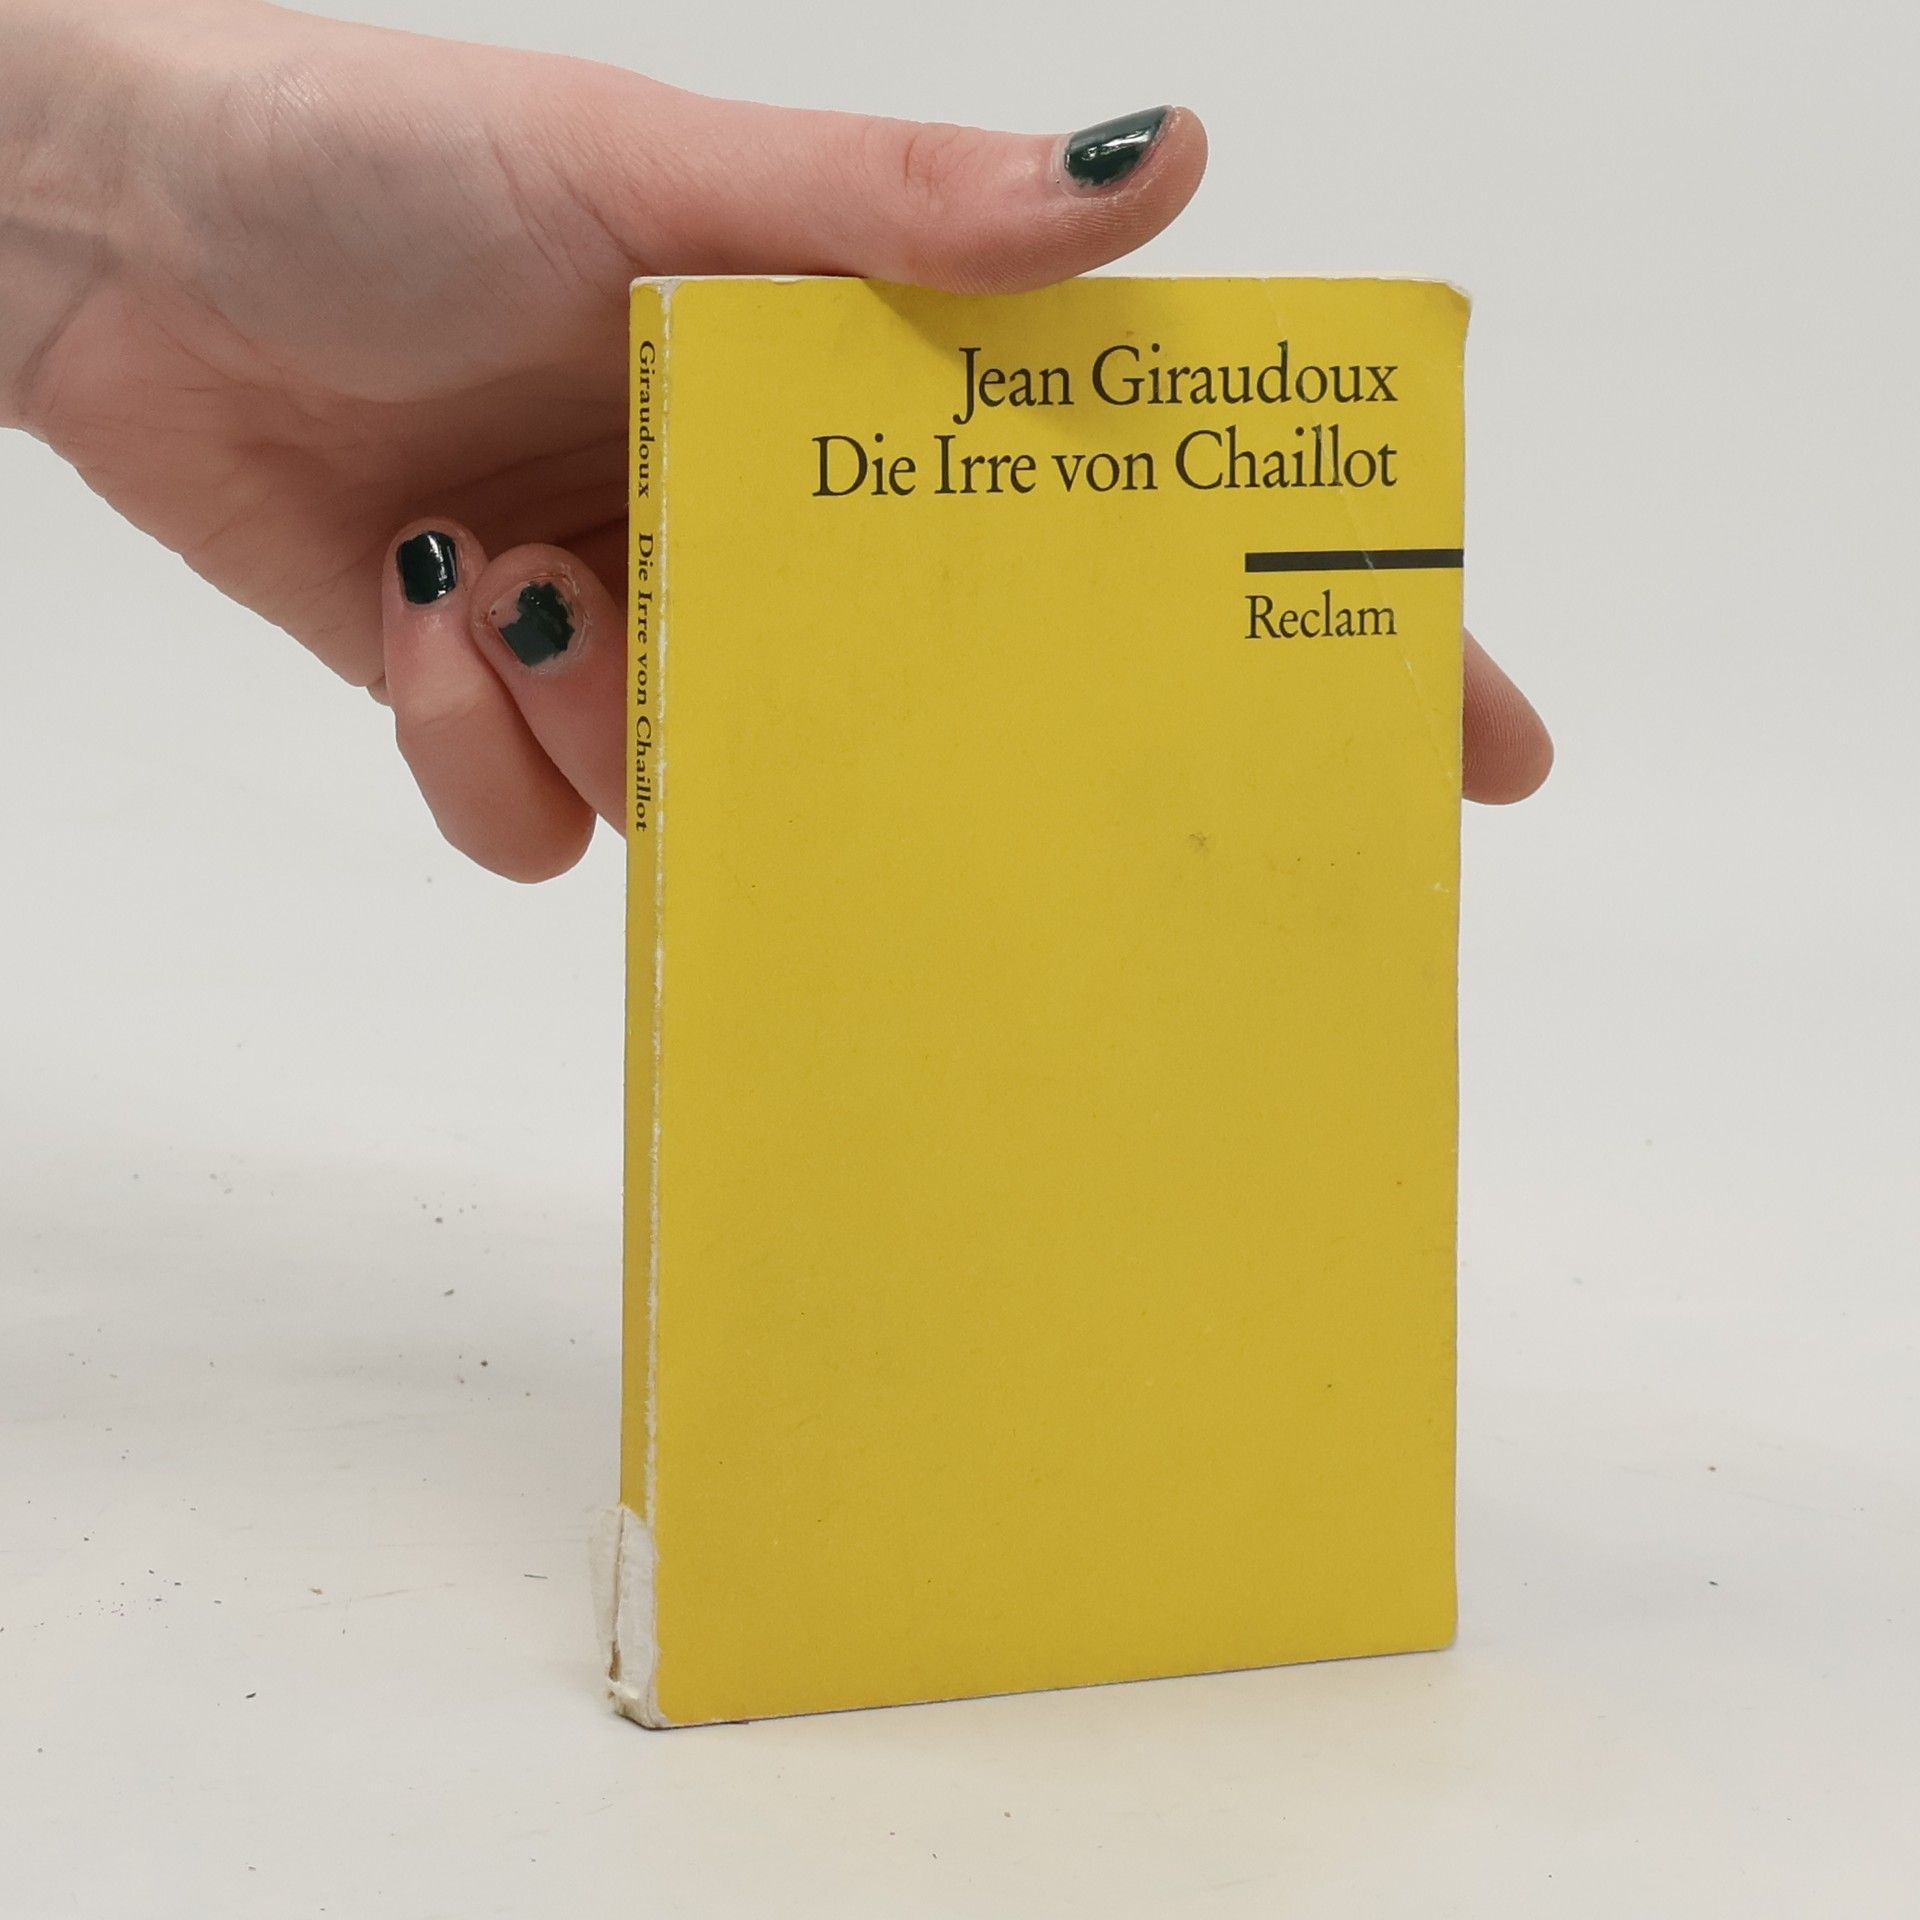 Jean Giraudoux
Die Irre von Chaillot
Reclam
Giraudoux Die Irre von Chaillot